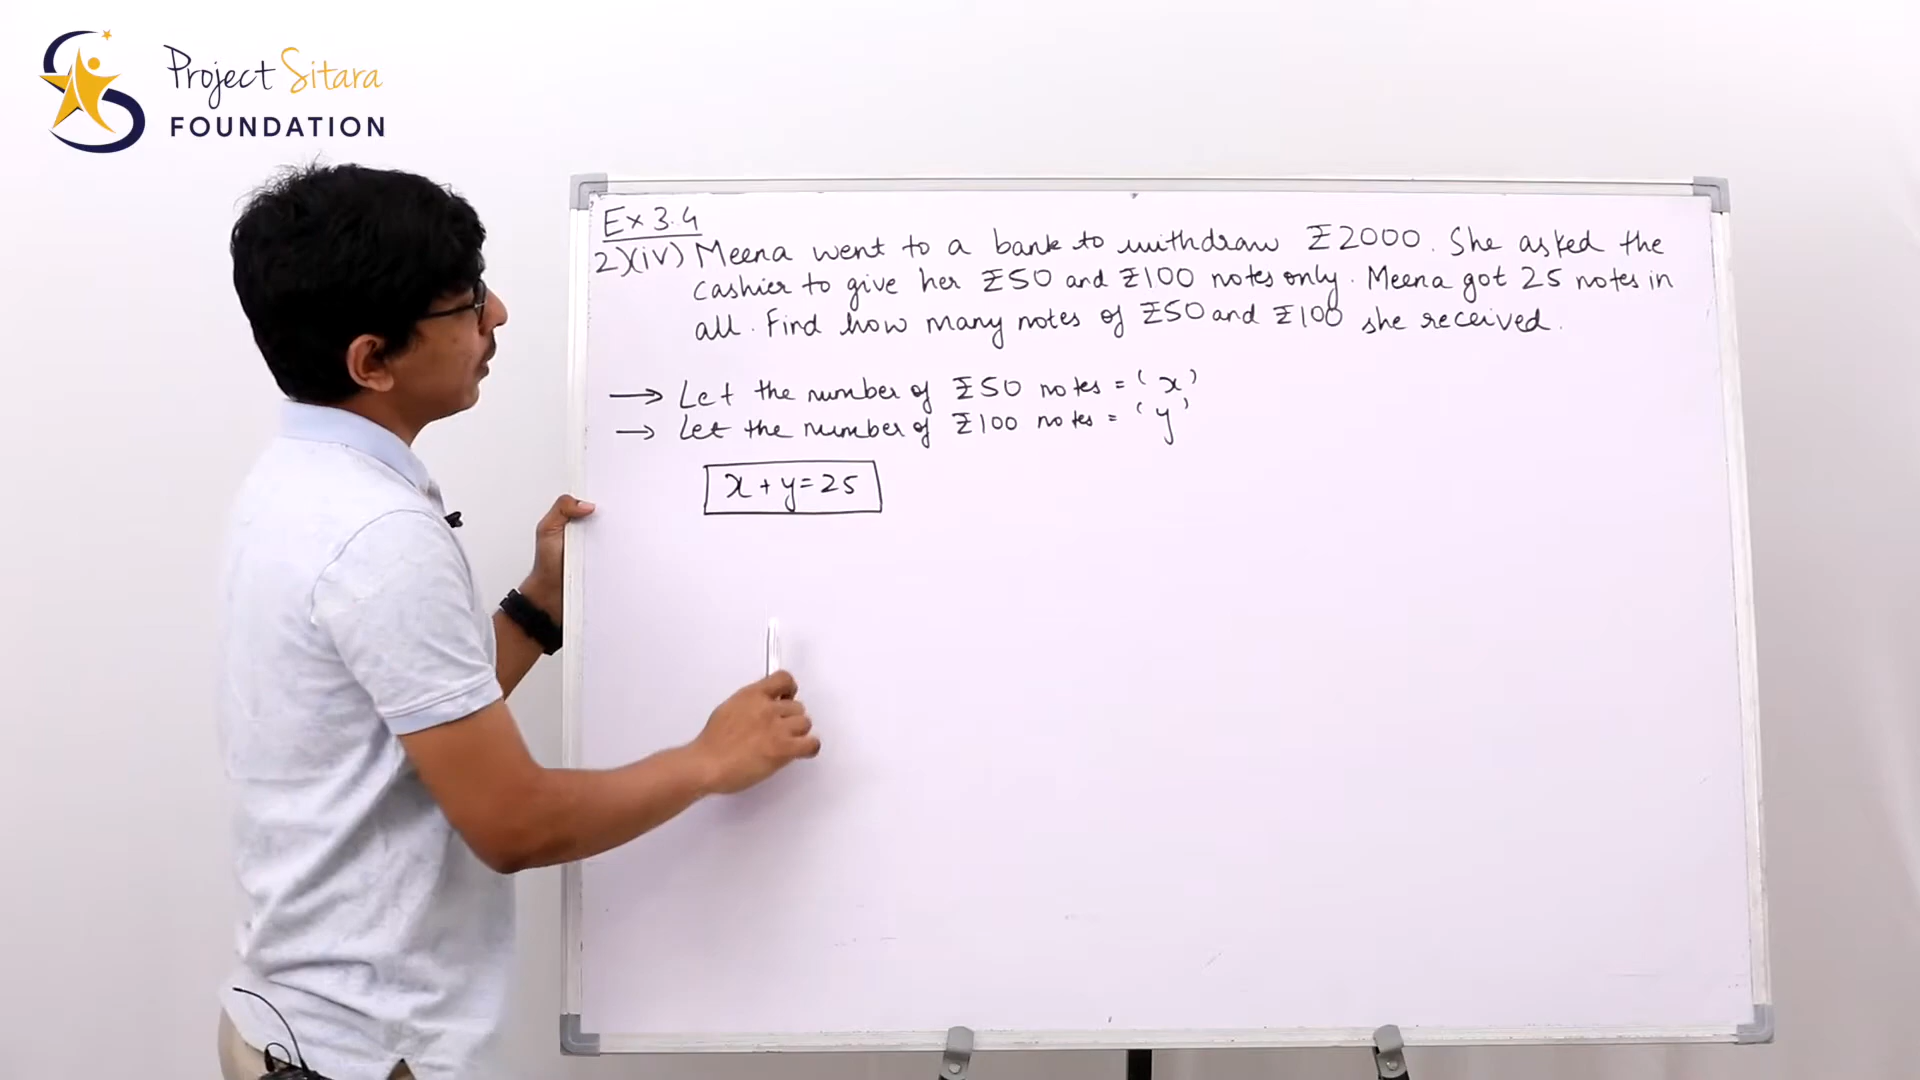 Project Sitara
FOUNDATION
Ex 3.4
2)(iv) Meena went to a bank to withdraw ₹2000. She asked the
cashier to give her ₹50 and ₹100 notes only. Meena got 25 notes in
all. Find how many notes of ₹50 and ₹100 she received.
→ Let the number of ₹50 notes = 'x'
→ Let the number of ₹100 notes = 'y'
x + y = 25